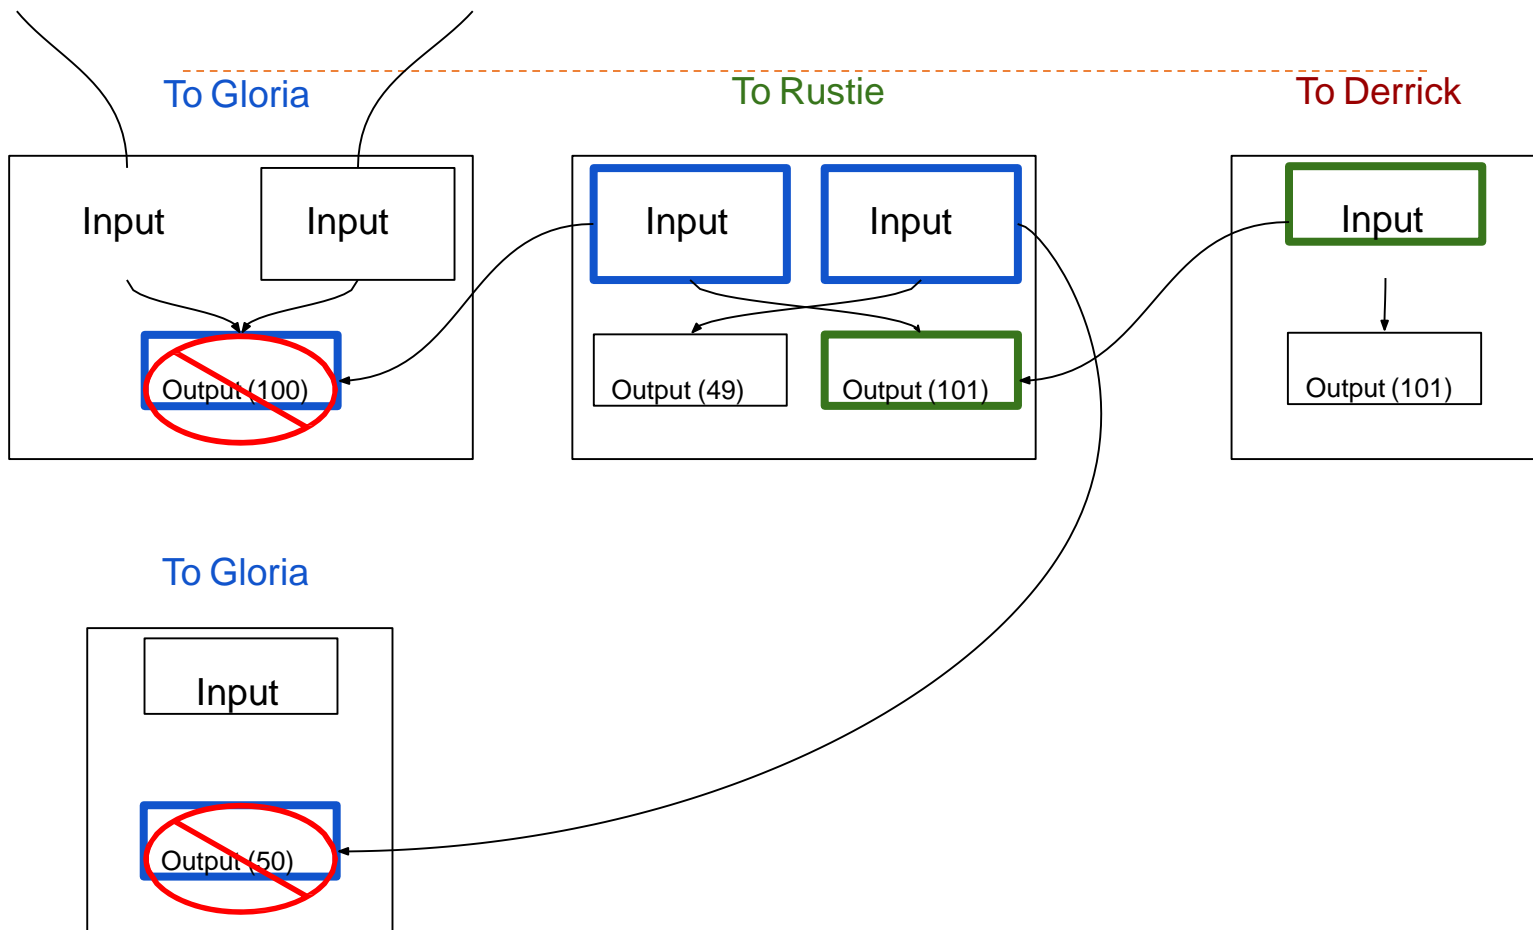 To Gloria
To Rustie
To Derrick
Input
Input
Input
Input
Input
Output (100)
Output (49)
Output (101)
Output (101)
To Gloria
Input
Output (50)